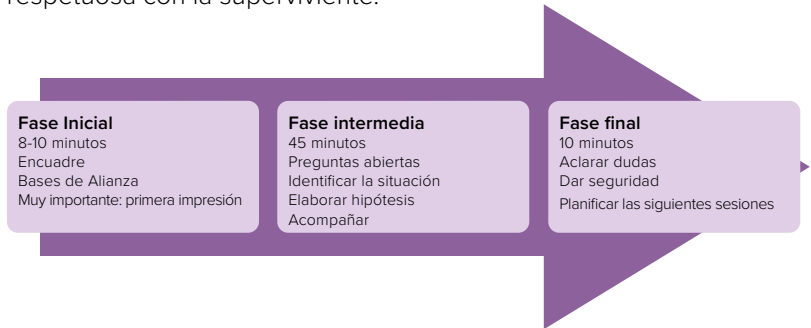 respetuosa con la superviviente.
Fase Inicial
8-10 minutos
Encuadre
Bases de Alianza
Muy importante: primera impresión
Fase intermedia
45 minutos
Preguntas abiertas
Identificar la situación
Elaborar hipótesis
Acompañar
Fase final
10 minutos
Aclarar dudas
Dar seguridad
Planificar las siguientes sesiones